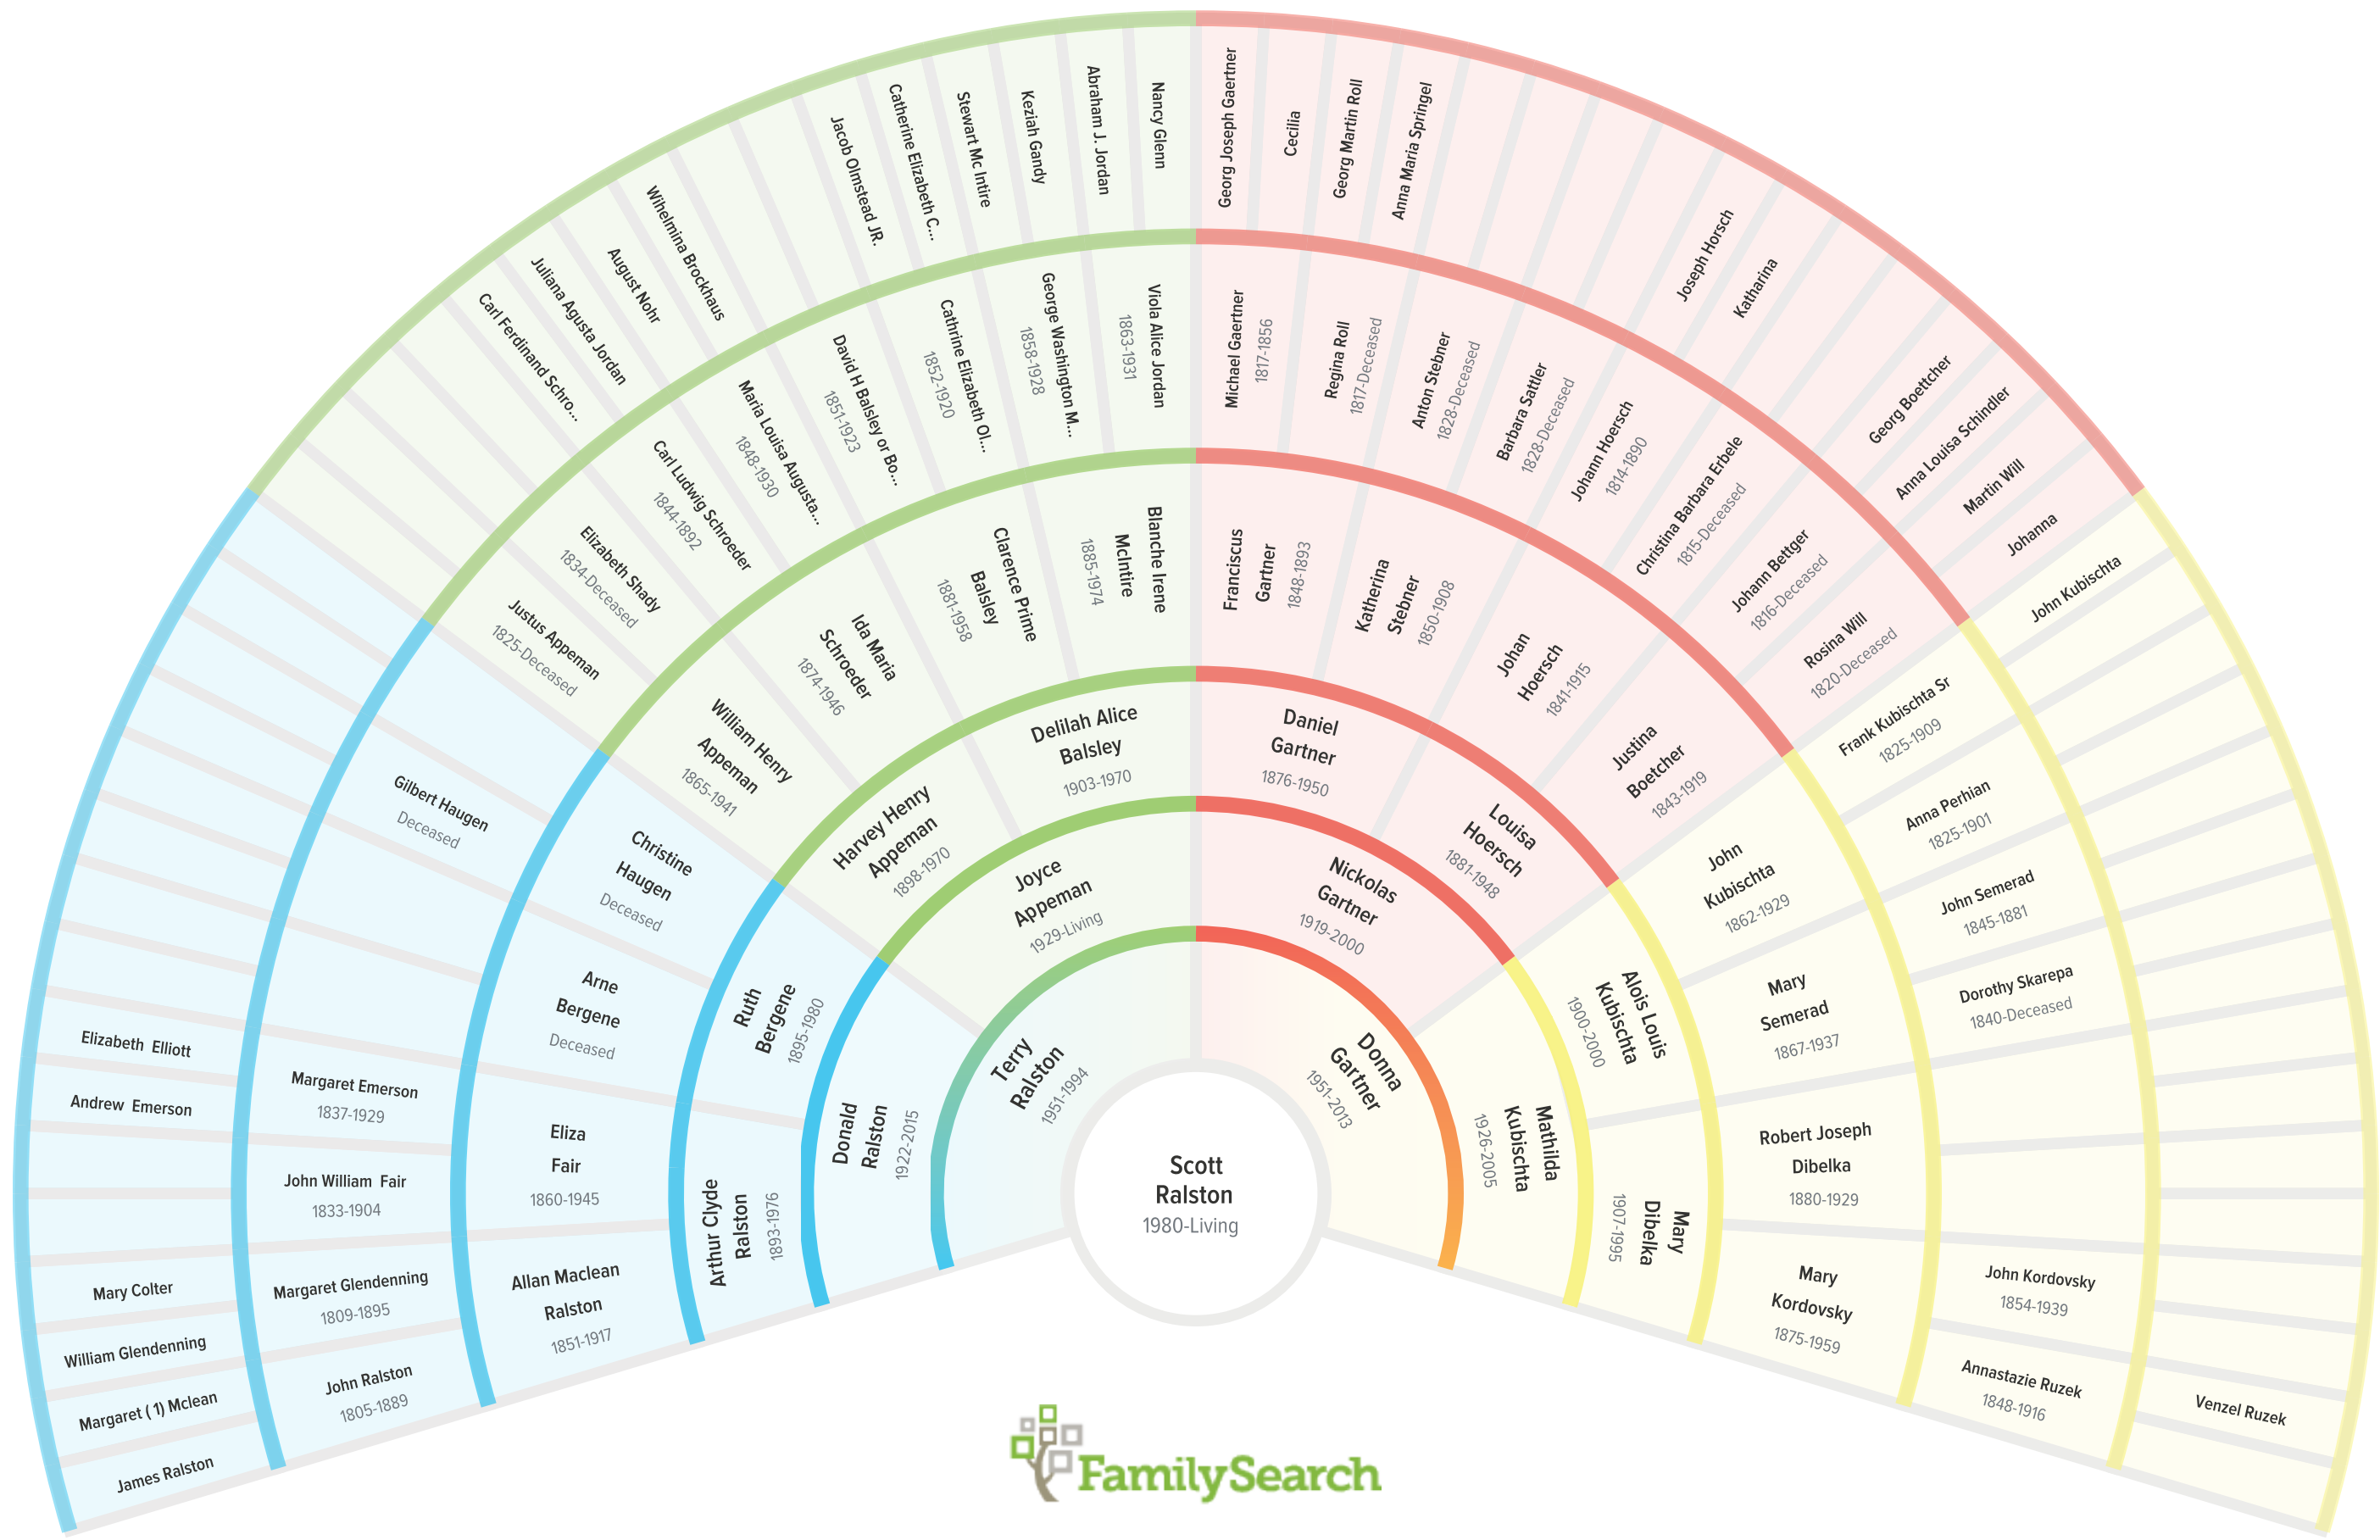 Scott
Ralston
1980-Living
Terry
Ralston
1951-1994
Donna
Gartner
1951-2013
Donald
Ralston
1922-2015
Joyce
Appeman
1929-Living
Nickolas
Gartner
1919-2000
Mathilda
Kubischta
1926-2005
Arthur Clyde
Ralston
1893-1976
Ruth
Bergene
1895-1980
Harvey Henry
Appeman
1898-1970
Delilah Alice
Balsley
1903-1970
Daniel
Gartner
1876-1950
Louisa
Hoersch
1881-1948
Alois Louis
Kubischta
1900-2000
Mary
Dibelka
1907-1995
Allan Maclean
Ralston
1851-1917
Eliza
Fair
1860-1945
Arne
Bergene
Deceased
Christine
Haugen
Deceased
William Henry
Appeman
1865-1941
Ida Maria
Schroeder
1874-1946
Clarence Prime
Balsley
1881-1958
Blanche Irene
McIntire
1885-1974
Franciscus
Gartner
1848-1893
Katherina
Stebner
1850-1908
Johan
Hoersch
1841-1915
Justina
Boetcher
1843-1919
John
Kubischta
1862-1929
Mary
Semerad
1867-1937
Robert Joseph
Dibelka
1880-1929
Mary
Kordovsky
1875-1959
John Ralston
1805-1889
Margaret Glendenning
1809-1895
John William Fair
1833-1904
Margaret Emerson
1837-1929
Gilbert Haugen
Deceased
Justus Appeman
1825-Deceased
Elizabeth Shady
1834-Deceased
Carl Ludwig Schroeder
1844-1892
Maria Louisa Augusta...
1848-1930
David H Balsley or Bo...
1851-1923
Cathrine Elizabeth Ol...
1852-1920
George Washington M...
1858-1928
Viola Alice Jordan
1863-1931
Michael Gaertner
1817-1856
Regina Roll
1817-Deceased
Anton Stebner
1828-Deceased
Barbara Sattler
1828-Deceased
Johann Hoersch
1814-1890
Christina Barbara Erbele
1815-Deceased
Johann Bettger
1816-Deceased
Rosina Will
1820-Deceased
Frank Kubischta Sr
1825-1909
Anna Perhian
1825-1901
John Semerad
1845-1881
Dorothy Skarepa
1840-Deceased
John Kordovsky
1854-1939
Annastazie Ruzek
1848-1916
James Ralston
Margaret ( 1) Mclean
William Glendenning
Mary Colter
Andrew Emerson
Elizabeth Elliott
Carl Ferdinand Schro...
Juliana Agusta Jordan
August Nohr
Wihelmina Brockhaus
Jacob Olmstead JR.
Catherine Elizabeth C...
Stewart Mc Intire
Keziah Gandy
Abraham J. Jordan
Nancy Glenn
Georg Joseph Gaertner
Cecilia
Georg Martin Roll
Anna Maria Springel
Joseph Horsch
Katharina
Georg Boettcher
Anna Louisa Schindler
Martin Will
Johanna
John Kubischta
Venzel Ruzek
FamilySearch